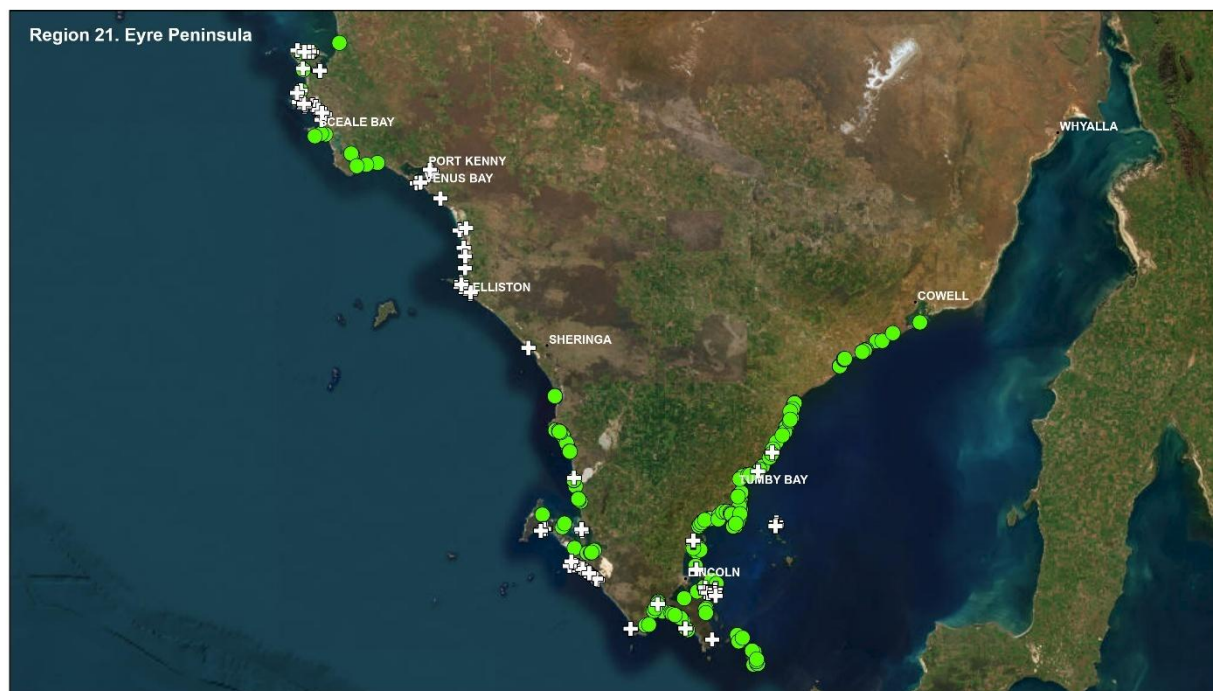 Region 21. Eyre Peninsula
SCEALE BAY
WHYALLA
PORT KENNY
VENUS BAY
ELLISTON
COWELL
SHERINGA
TUMBY BAY
LINCOLN